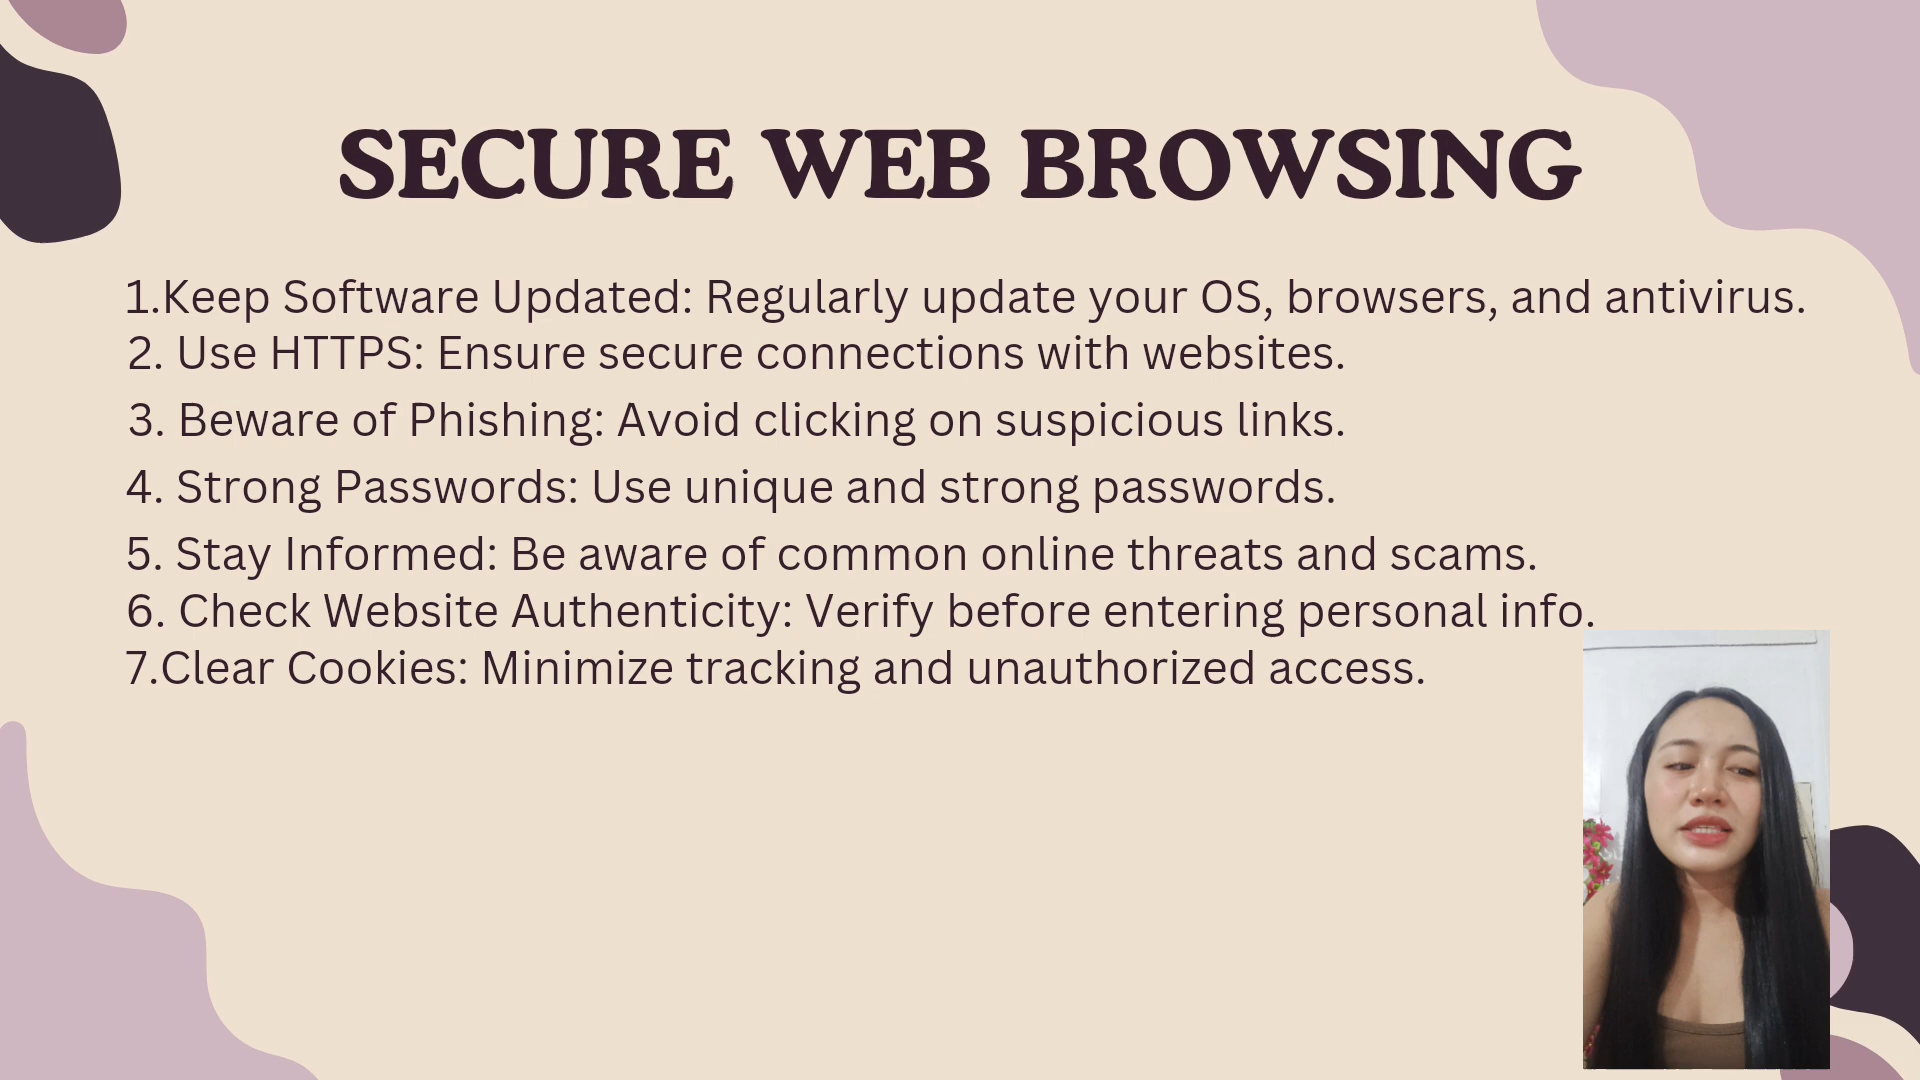 SECURE WEB BROWSING
1.Keep Software Updated: Regularly update your OS, browsers, and antivirus.
2. Use HTTPS: Ensure secure connections with websites.
3. Beware of Phishing: Avoid clicking on suspicious links.
4. Strong Passwords: Use unique and strong passwords.
5. Stay Informed: Be aware of common online threats and scams.
6. Check Website Authenticity: Verify before entering personal info.
7.Clear Cookies: Minimize tracking and unauthorized access.